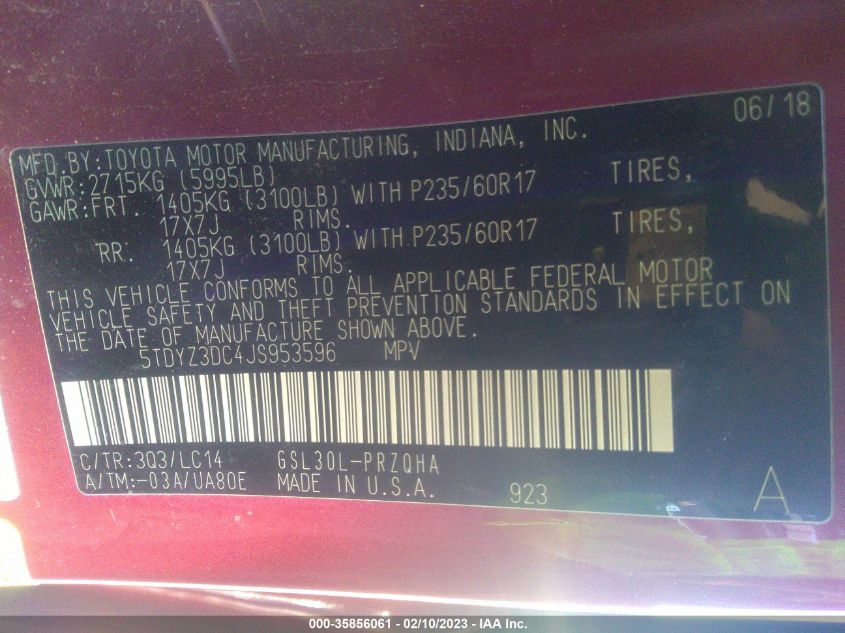 06/18
MFD.BY:TOYOTA MOTOR MANUFACTURING, INDIANA, INC.
GVWR:2715KG (5995LB)
GAWR:FRT. 1405KG (3100LB) WITH P235/60R17 TIRES,
17X7J RIMS.
RR. 1405KG (3100LB) WITH P235/60R17 TIRES,
17X7J RIMS.
THIS VEHICLE CONFORMS TO ALL APPLICABLE FEDERAL MOTOR
VEHICLE SAFETY AND THEFT PREVENTION STANDARDS IN EFFECT ON
THE DATE OF MANUFACTURE SHOWN ABOVE.
5TDYZ3DC4JS953596 MPV
C/TR:3Q3/LC14 GSL30L-PRZQHA
A/TM:-03A/UA80E MADE IN U.S.A. 923 A
000-35856061 - 02/10/2023 - IAA Inc.